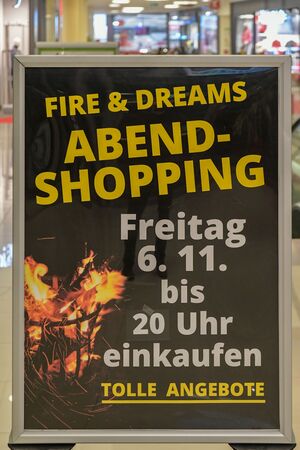 FIRE & DREAMS
ABEND-
SHOPPING
Freitag
6. 11.
bis
20 Uhr
einkaufen
TOLLE ANGEBOTE